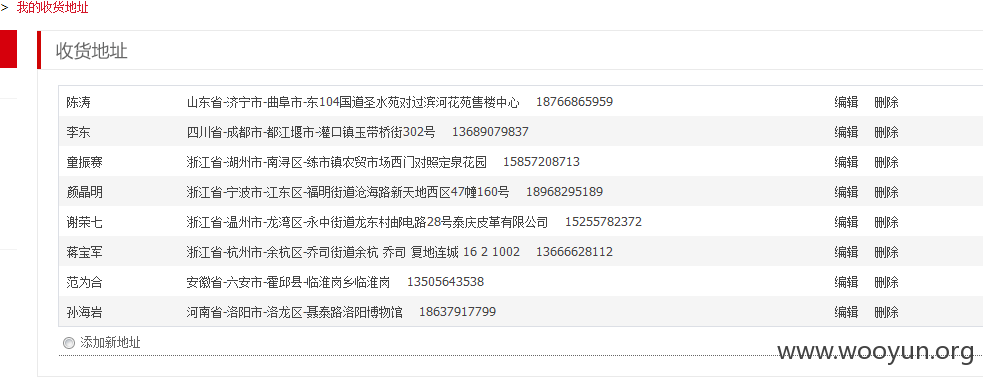 > 我的收货地址
收货地址
陈涛 山东省-济宁市-曲阜市-东104国道圣水苑对过滨河花苑售楼中心 18766865959 编辑 删除
李东 四川省-成都市-都江堰市-灌口镇玉带桥街302号 13689079837 编辑 删除
童振赛 浙江省-湖州市-南浔区-练市镇农贸市场西门对照定泉花园 15857208713 编辑 删除
颜晶明 浙江省-宁波市-江东区-福明街道沧海路新天地西区47幢160号 18968295189 编辑 删除
谢荣七 浙江省-温州市-龙湾区-永中街道龙东村邮电路28号泰庆皮革有限公司 15255782372 编辑 删除
蒋宝军 浙江省-杭州市-余杭区-乔司街道余杭 乔司 复地连城 16 2 1002 13666628112 编辑 删除
范为合 安徽省-六安市-霍邱县-临淮岗乡临淮岗 13505643538 编辑 删除
孙海岩 河南省-洛阳市-洛龙区-聂泰路洛阳博物馆 18637917799 编辑 删除
添加新地址
www.wooyun.org